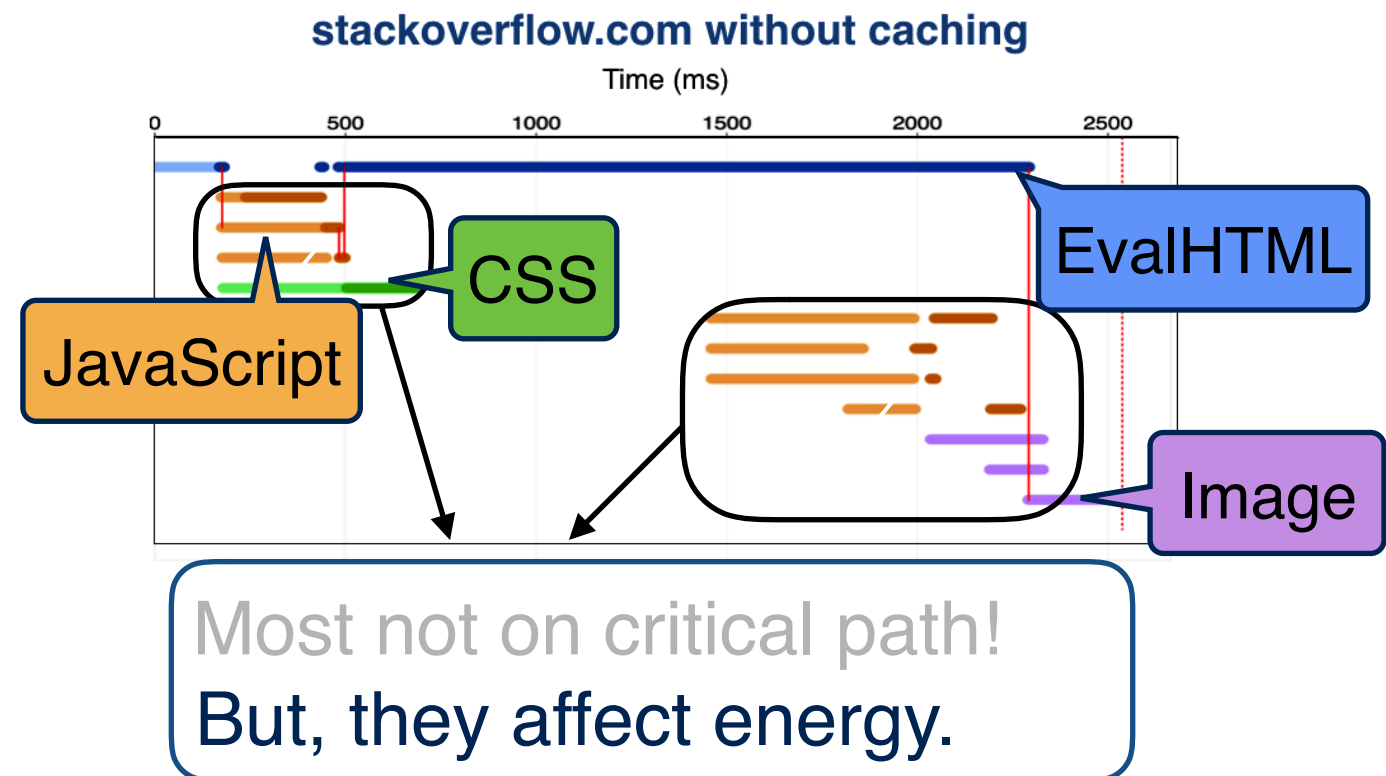 stackoverflow.com without caching
Time (ms)
0 500 1000 1500 2000 2500
EvalHTML
CSS
JavaScript
Image
Most not on critical path!
But, they affect energy.